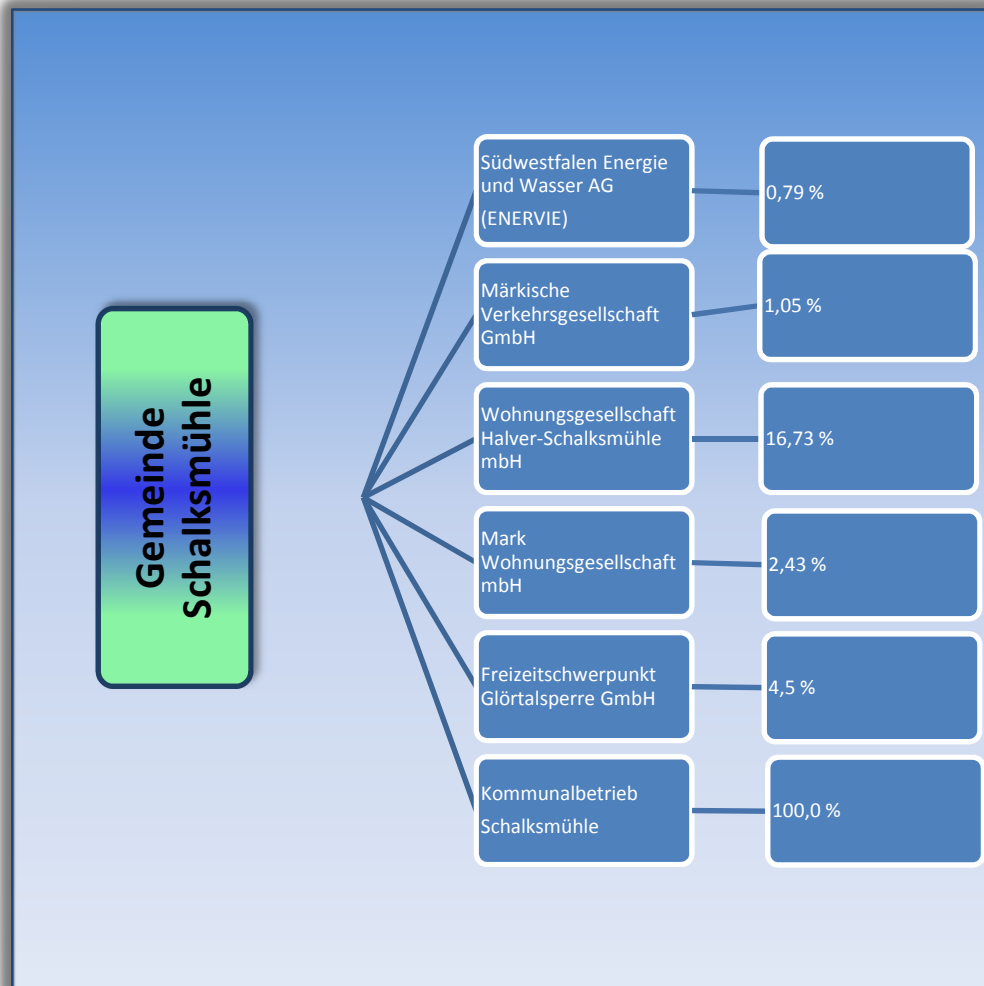 Gemeinde
Schalksmühle
Südwestfalen Energie
und Wasser AG
(ENERVIE)
0,79 %
Märkische
Verkehrsgesellschaft
GmbH
1,05 %
Wohnungsgesellschaft
Halver-Schalksmühle
mbH
16,73 %
Mark
Wohnungsgesellschaft
mbH
2,43 %
Freizeitschwerpunkt
Glörtalsperre GmbH
4,5 %
Kommunalbetrieb
Schalksmühle
100,0 %